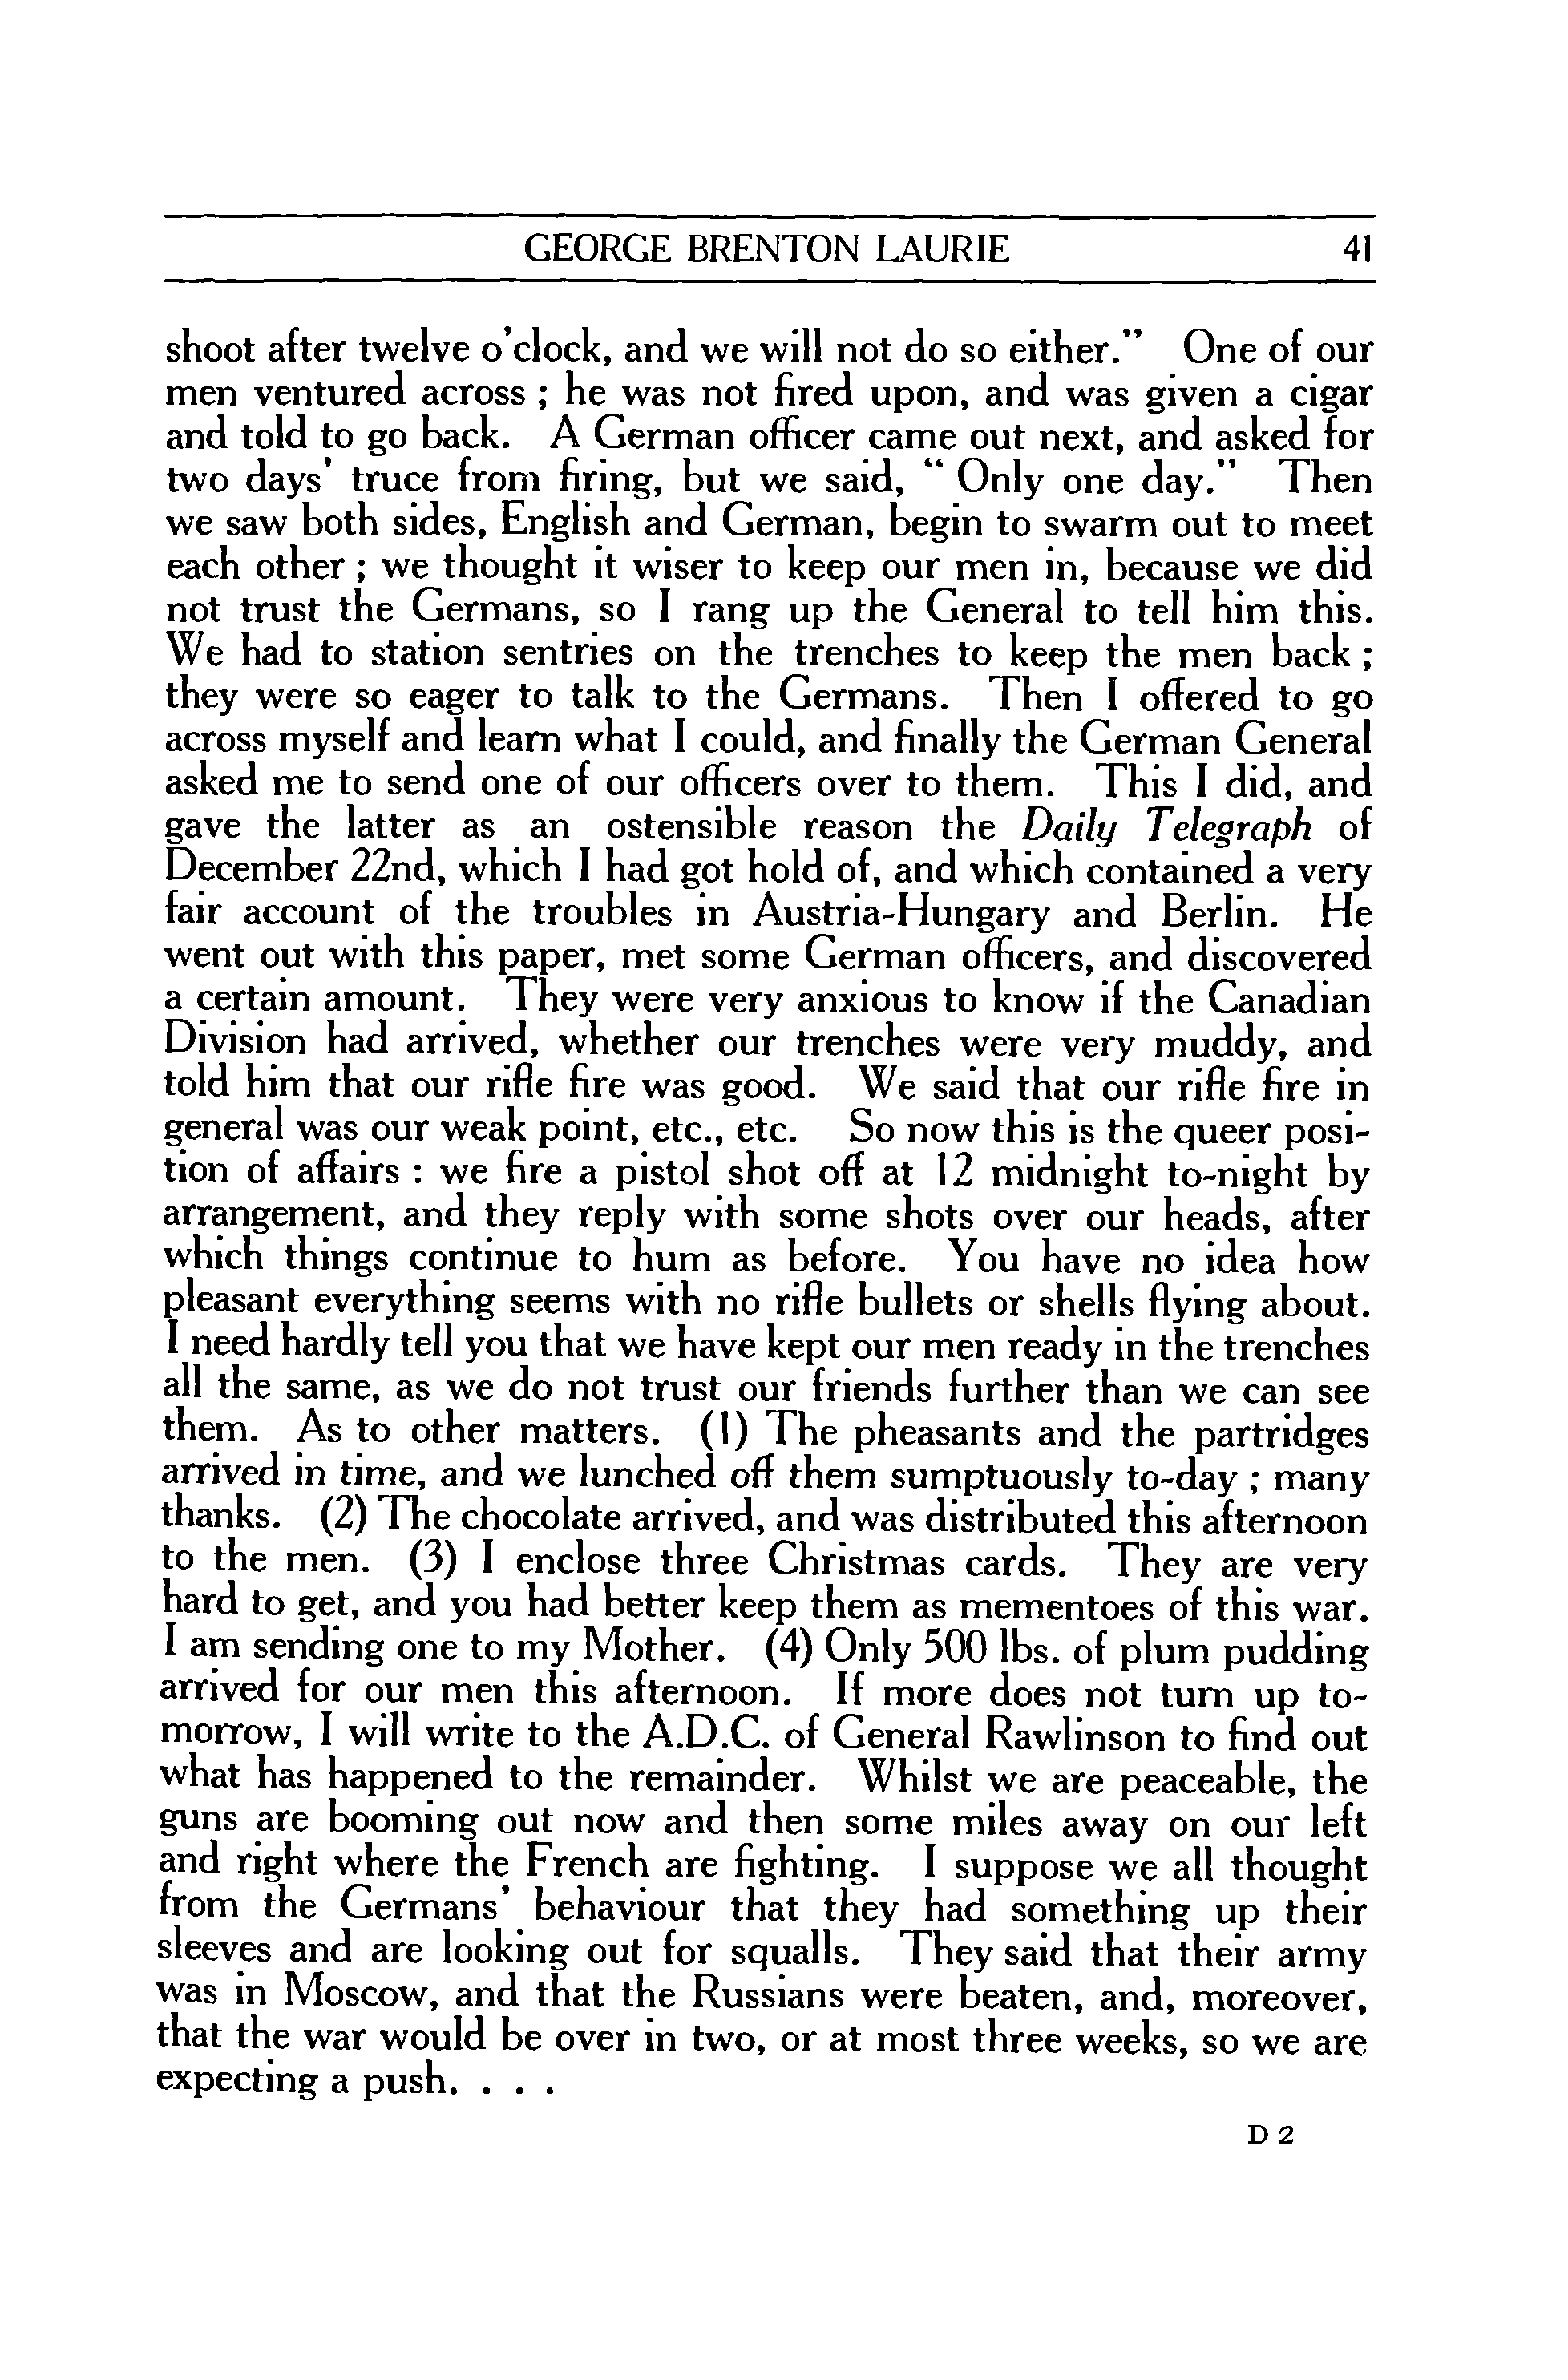 GEORGE BRENTON LAURIE 41
shoot after twelve o'clock, and we will not do so either." One of our
men ventured across ; he was not fired upon, and was given a cigar
and told to go back. A German officer came out next, and asked for
two days' truce from firing, but we said, " Only one day." Then
we saw both sides, English and German, begin to swarm out to meet
each other ; we thought it wiser to keep our men in, because we did
not trust the Germans, so I rang up the General to tell him this.
We had to station sentries on the trenches to keep the men back ;
they were so eager to talk to the Germans. Then I offered to go
across myself and learn what I could, and finally the German General
asked me to send one of our officers over to them. This I did, and
gave the latter as an ostensible reason the Daily Telegraph of
December 22nd, which I had got hold of, and which contained a very
fair account of the troubles in Austria-Hungary and Berlin. He
went out with this paper, met some German officers, and discovered
a certain amount. They were very anxious to know if the Canadian
Division had arrived, whether our trenches were very muddy, and
told him that our rifle fire was good. We said that our rifle fire in
general was our weak point, etc., etc. So now this is the queer posi-
tion of affairs : we fire a pistol shot off at 12 midnight to-night by
arrangement, and they reply with some shots over our heads, after
which things continue to hum as before. You have no idea how
pleasant everything seems with no rifle bullets or shells flying about.
I need hardly tell you that we have kept our men ready in the trenches
all the same, as we do not trust our friends further than we can see
them. As to other matters. (1) The pheasants and the partridges
arrived in time, and we lunched off them sumptuously to-day ; many
thanks. (2) The chocolate arrived, and was distributed this afternoon
to the men. (3) I enclose three Christmas cards. They are very
hard to get, and you had better keep them as mementoes of this war.
I am sending one to my Mother. (4) Only 500 lbs. of plum pudding
arrived for our men this afternoon. If more does not turn up to-
morrow, I will write to the A.D.C. of General Rawlinson to find out
what has happened to the remainder. Whilst we are peaceable, the
guns are booming out now and then some miles away on our left
and right where the French are fighting. I suppose we all thought
from the Germans' behaviour that they had something up their
sleeves and are looking out for squalls. They said that their army
was in Moscow, and that the Russians were beaten, and, moreover,
that the war would be over in two, or at most three weeks, so we are
expecting a push. . . .
D 2